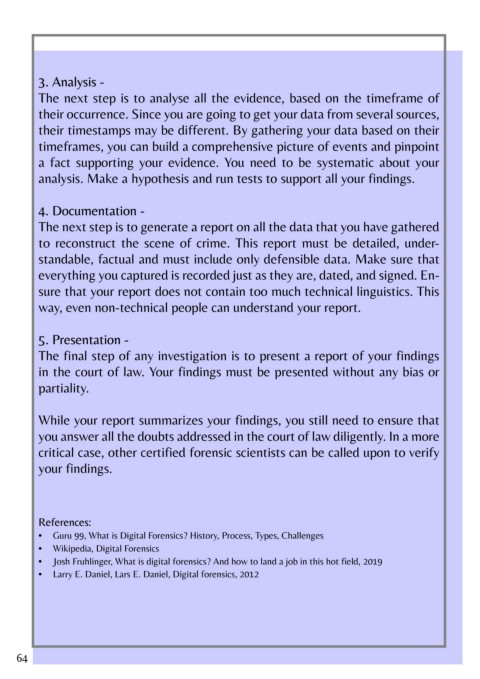 3. Analysis -
The next step is to analyse all the evidence, based on the timeframe of
their occurrence. Since you are going to get your data from several sources,
their timestamps may be different. By gathering your data based on their
timeframes, you can build a comprehensive picture of events and pinpoint
a fact supporting your evidence. You need to be systematic about your
analysis. Make a hypothesis and run tests to support all your findings.
4. Documentation -
The next step is to generate a report on all the data that you have gathered
to reconstruct the scene of crime. This report must be detailed, under-
standable, factual and must include only defensible data. Make sure that
everything you captured is recorded just as they are, dated, and signed. En-
sure that your report does not contain too much technical linguistics. This
way, even non-technical people can understand your report.
5. Presentation -
The final step of any investigation is to present a report of your findings
in the court of law. Your findings must be presented without any bias or
partiality.
While your report summarizes your findings, you still need to ensure that
you answer all the doubts addressed in the court of law diligently. In a more
critical case, other certified forensic scientists can be called upon to verify
your findings.
References:
• Guru 99, What is Digital Forensics? History, Process, Types, Challenges
• Wikipedia, Digital Forensics
• Josh Fruhlinger, What is digital forensics? And how to land a job in this hot field, 2019
• Larry E. Daniel, Lars E. Daniel, Digital forensics, 2012
64